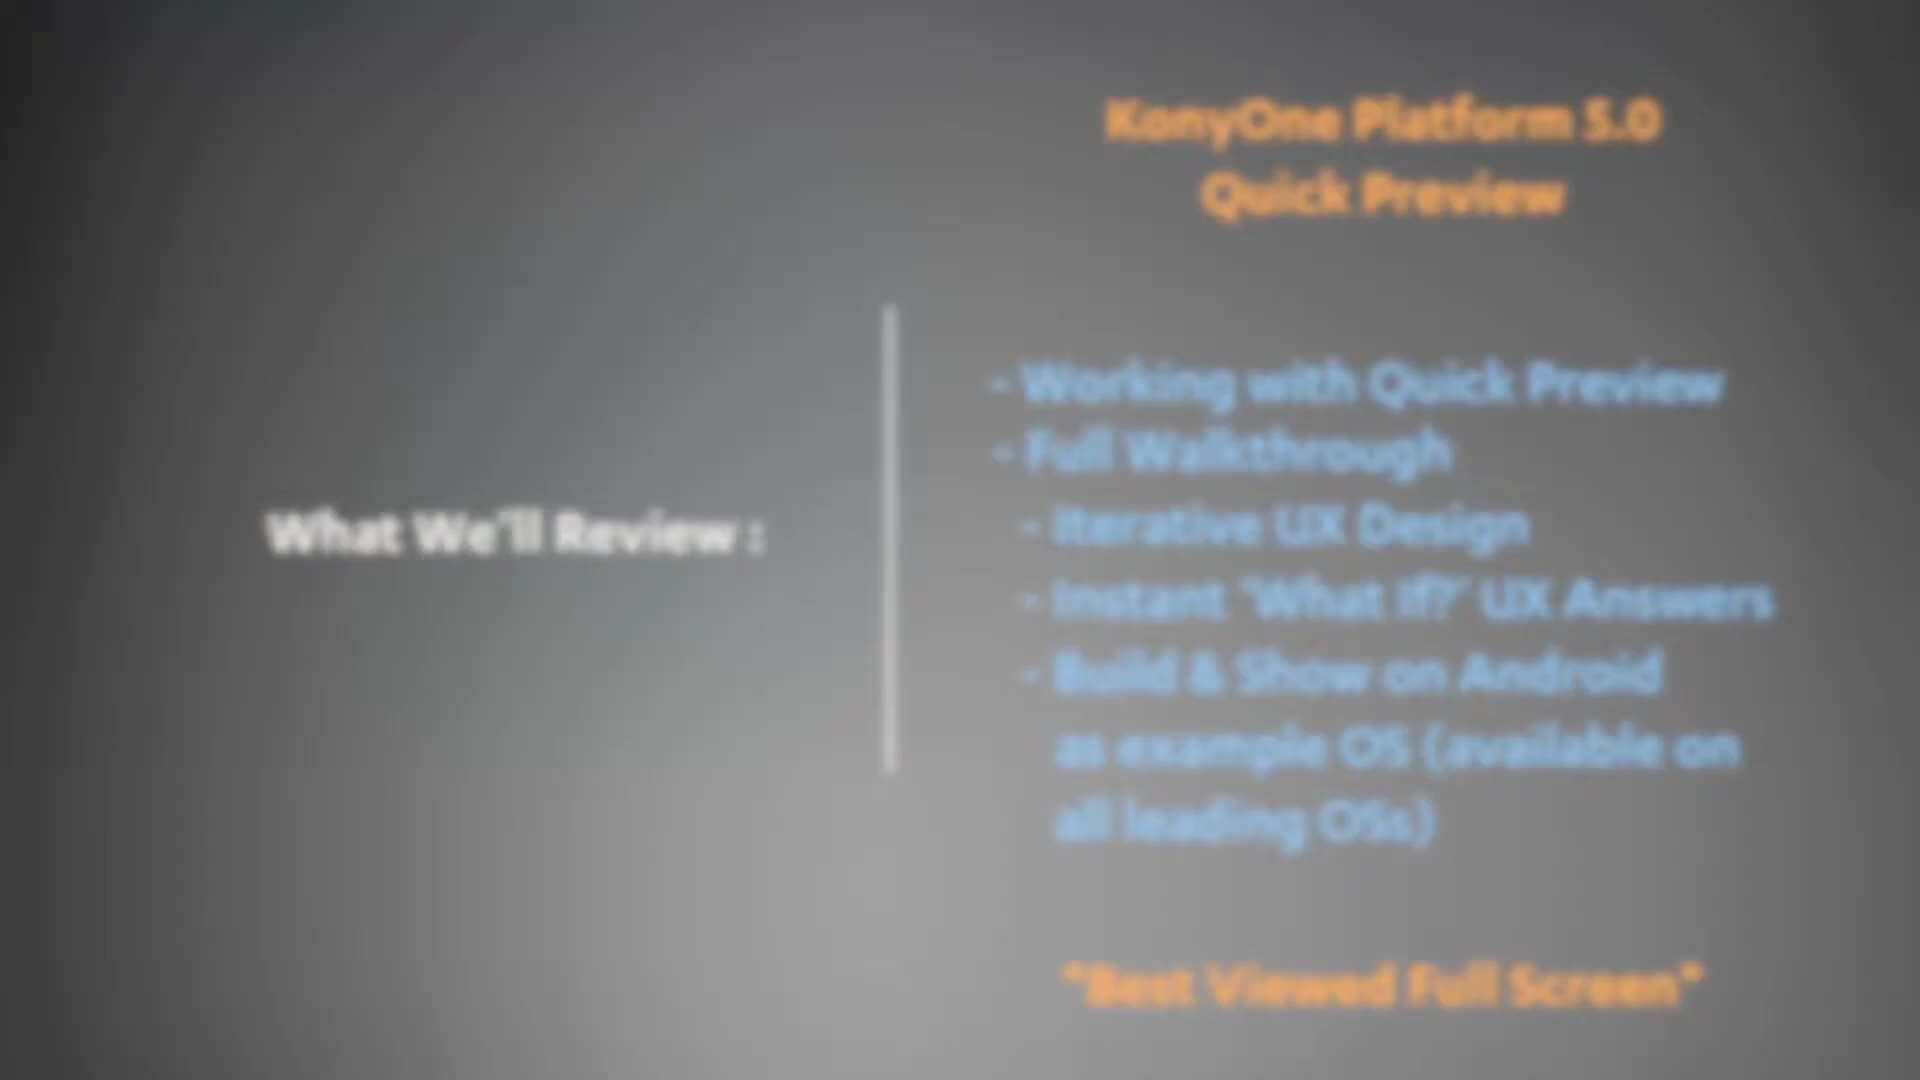 KonyOne Platform 5.0
Quick Preview
What We'll Review :
- Working with Quick Preview
- Full Walkthrough
- Iterative UX Design
- Instant 'What If?' UX Answers
- Build & Show on Android
as example OS (available on
all leading OSs)
*Best Viewed Full Screen*